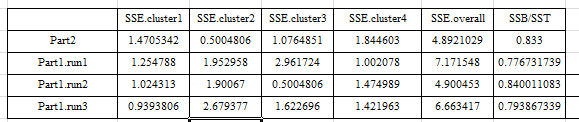 SSE.cluster1 SSE.cluster2 SSE.cluster3 SSE.cluster4 SSE.overall SSB/SST
Part2 1.4705342 0.5004806 1.0764851 1.844603 4.8921029 0.833
Part1.run1 1.254788 1.952958 2.961724 1.002078 7.171548 0.776731739
Part1.run2 1.024313 1.90067 0.5004806 1.474989 4.900453 0.840011083
Part1.run3 0.9393806 2.679377 1.622696 1.421963 6.663417 0.793867339